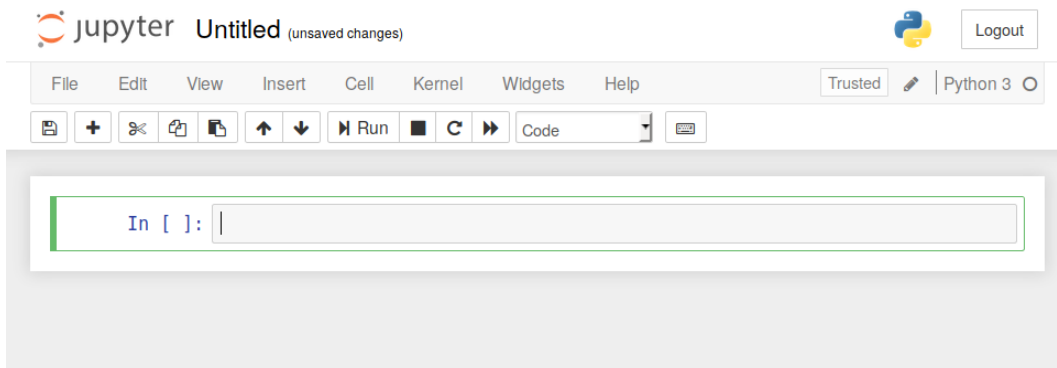 jupyter Untitled (unsaved changes) Logout
File Edit View Insert Cell Kernel Widgets Help Trusted Python 3
Run Code
In [ ]: